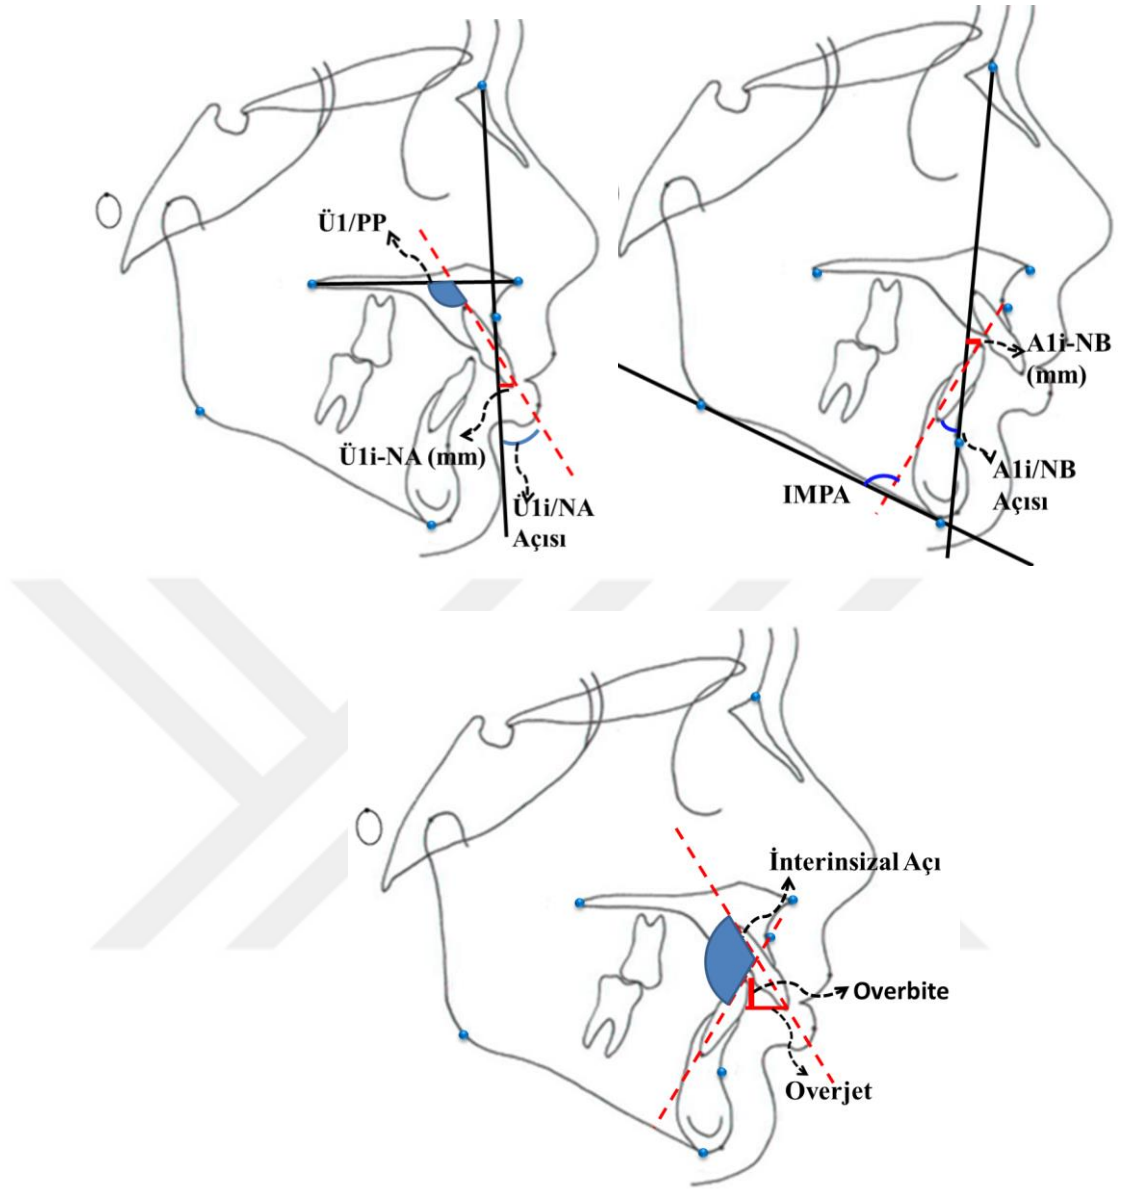 Ü1/PP
Ü1i-NA (mm)
Ü1i/NA
Açısı
A1i-NB
(mm)
A1i/NB
Açısı
IMPA
İnterinsizal Açı
Overbite
Overjet